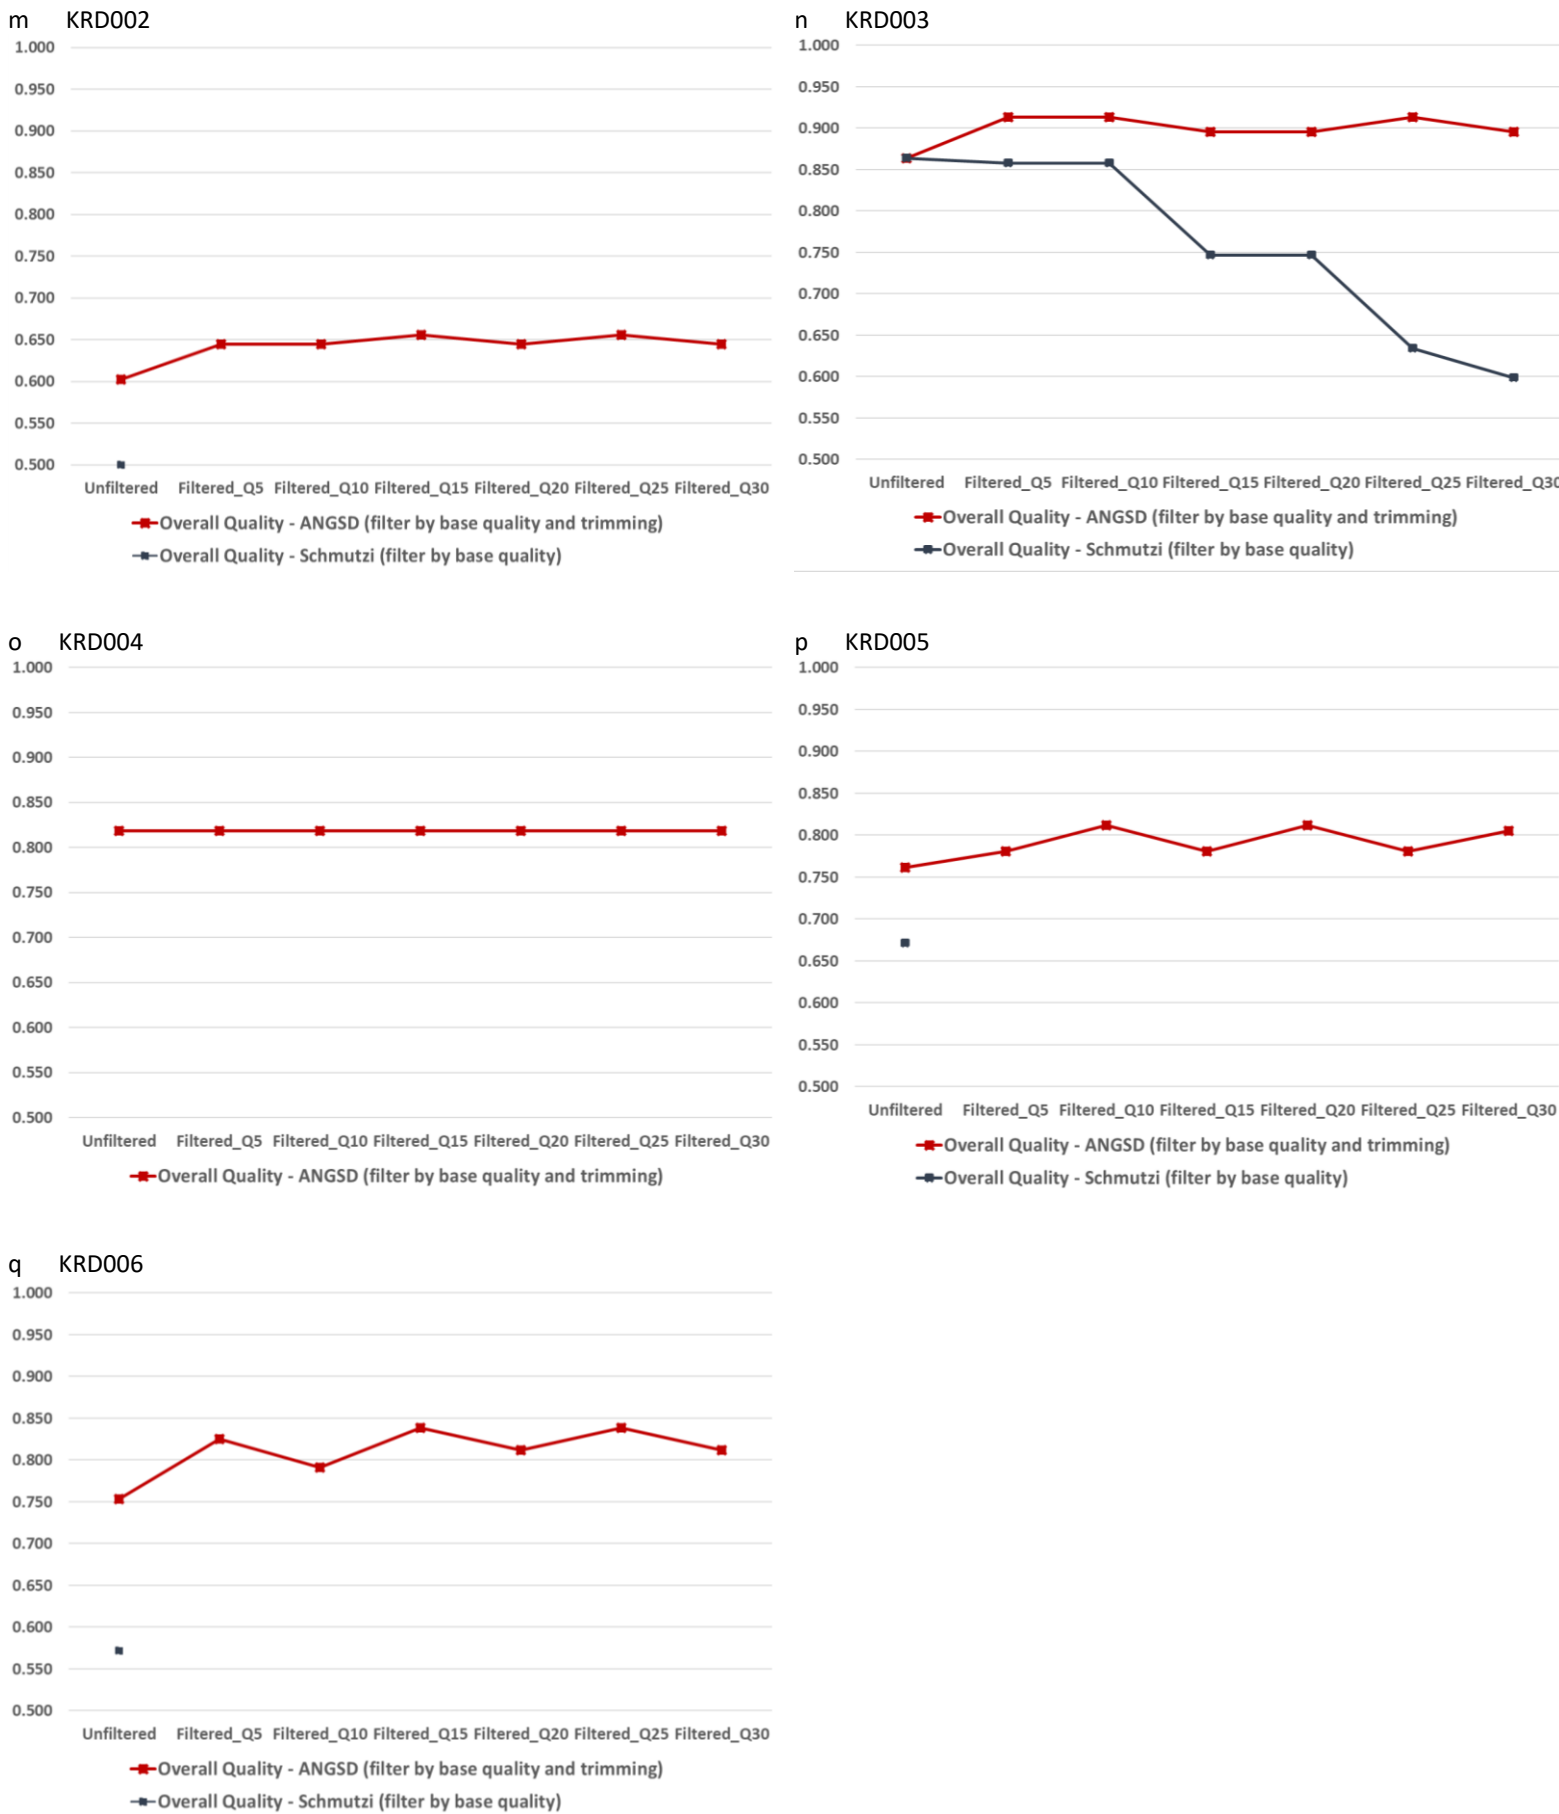 m KRD002
1.000
0.950
0.900
0.850
0.800
0.750
0.700
0.650
0.600
0.550
0.500
Unfiltered Filtered_Q5 Filtered_Q10 Filtered_Q15 Filtered_Q20 Filtered_Q25 Filtered_Q30
Overall Quality - ANGSD (filter by base quality and trimming)
Overall Quality - Schmutzi (filter by base quality)
n KRD003
1.000
0.950
0.900
0.850
0.800
0.750
0.700
0.650
0.600
0.550
0.500
Unfiltered Filtered_Q5 Filtered_Q10 Filtered_Q15 Filtered_Q20 Filtered_Q25 Filtered_Q30
Overall Quality - ANGSD (filter by base quality and trimming)
Overall Quality - Schmutzi (filter by base quality)
o KRD004
1.000
0.950
0.900
0.850
0.800
0.750
0.700
0.650
0.600
0.550
0.500
Unfiltered Filtered_Q5 Filtered_Q10 Filtered_Q15 Filtered_Q20 Filtered_Q25 Filtered_Q30
Overall Quality - ANGSD (filter by base quality and trimming)
p KRD005
1.000
0.950
0.900
0.850
0.800
0.750
0.700
0.650
0.600
0.550
0.500
Unfiltered Filtered_Q5 Filtered_Q10 Filtered_Q15 Filtered_Q20 Filtered_Q25 Filtered_Q30
Overall Quality - ANGSD (filter by base quality and trimming)
Overall Quality - Schmutzi (filter by base quality)
q KRD006
1.000
0.950
0.900
0.850
0.800
0.750
0.700
0.650
0.600
0.550
0.500
Unfiltered Filtered_Q5 Filtered_Q10 Filtered_Q15 Filtered_Q20 Filtered_Q25 Filtered_Q30
Overall Quality - ANGSD (filter by base quality and trimming)
Overall Quality - Schmutzi (filter by base quality)